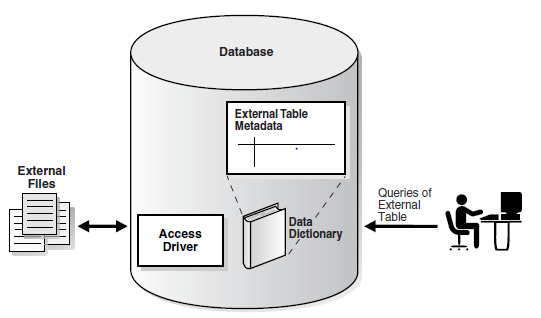 Database
External Table
Metadata
External
Files
Access
Driver
Data
Dictionary
Queries of
External
Table